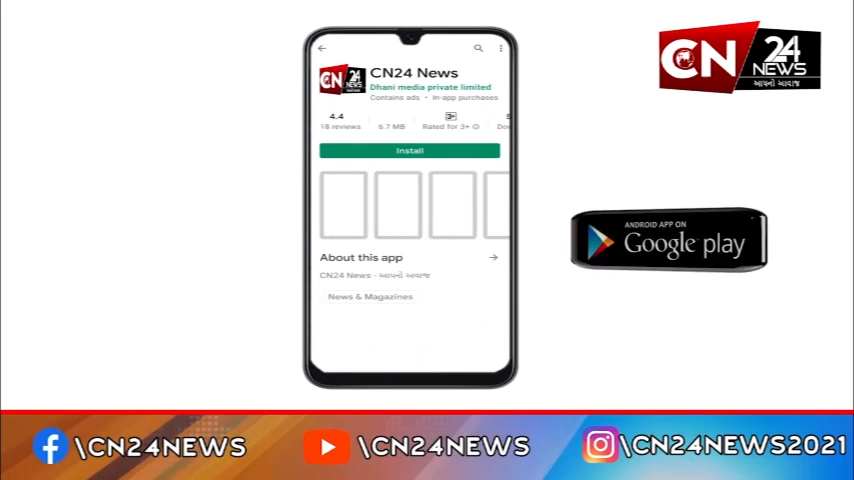 CN24 News
Dhani media private limited
Contains ads • In-app purchases
4.4
18 reviews
6.7 MB
3+
Rated for 3+
Install
About this app
CN24 News - આપનો અવાજ
News & Magazines
CN 24
NEWS
આપનો અવાજ
ANDROID APP ON
Google play
\CN24NEWS
\CN24NEWS
\CN24NEWS2021